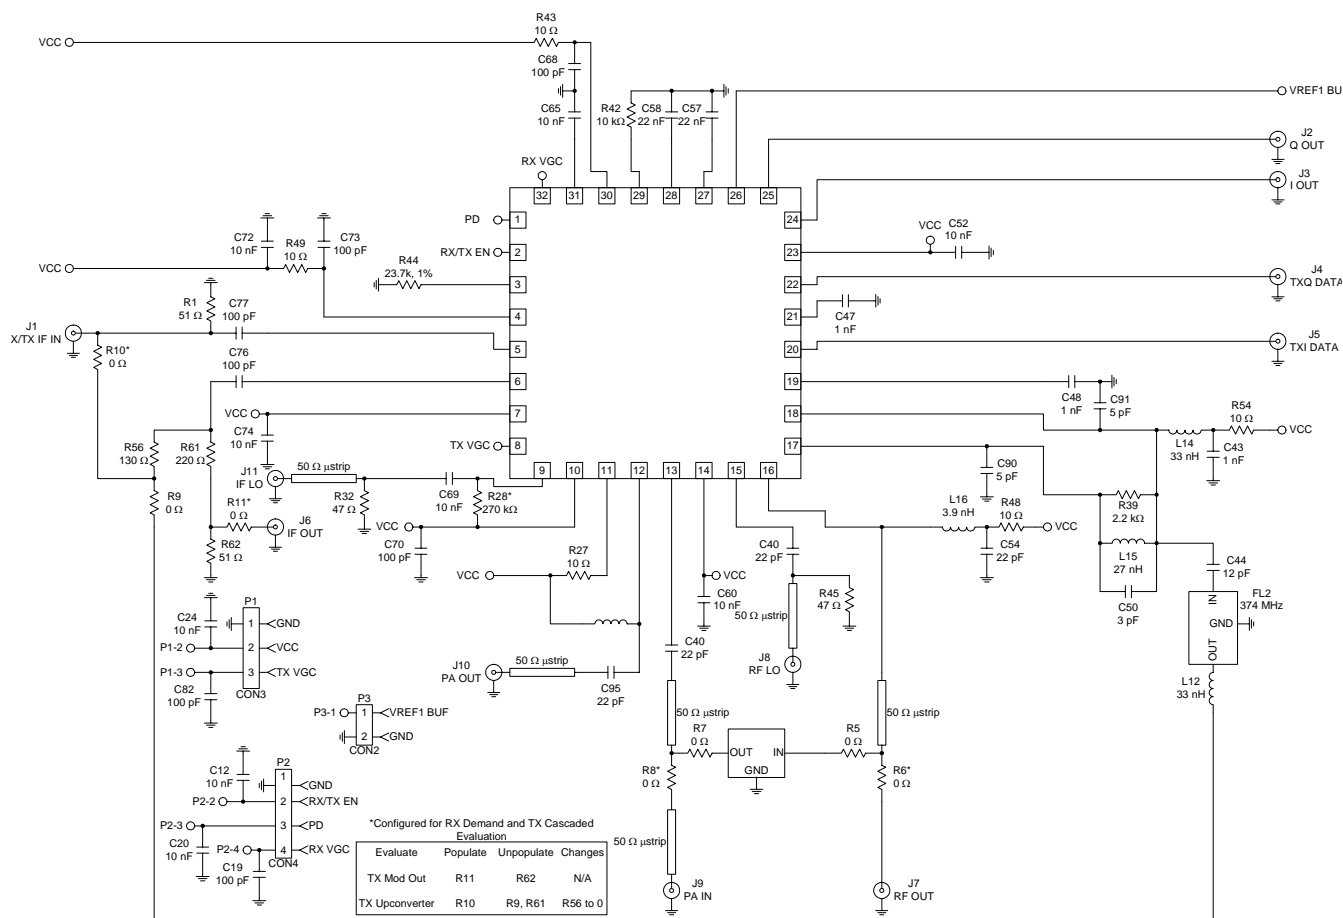 R43
10 Ω
VCC
C68
100 pF
C65
10 nF
R42
10 kΩ
C58
22 nF
C57
22 nF
VREF1 BU
J2
Q OUT
J3
I OUT
RX VGC
32
31
30
29
28
27
26
25
PD
1
24
RX/TX EN
2
23
VCC
C52
10 nF
C72
10 nF
R49
10 Ω
C73
100 pF
VCC
R44
23.7k, 1%
3
22
J4
TXQ DATA
R1
51 Ω
C77
100 pF
4
21
C47
1 nF
J1
X/TX IF IN
R10*
0 Ω
5
20
J5
TXI DATA
C76
100 pF
6
19
C48
1 nF
C91
5 pF
VCC
7
18
R54
10 Ω
VCC
C74
10 nF
L14
33 nH
C43
1 nF
R56
130 Ω
R61
220 Ω
TX VGC
8
17
9
10
11
12
13
14
15
16
J11
IF LO
50 Ω µstrip
R32
47 Ω
C69
10 nF
R28*
270 kΩ
C90
5 pF
R39
2.2 kΩ
R9
0 Ω
R11*
0 Ω
J6
IF OUT
R62
51 Ω
VCC
C70
100 pF
L16
3.9 nH
R48
10 Ω
VCC
C54
22 pF
L15
27 nH
C50
3 pF
C44
12 pF
R27
10 Ω
VCC
C40
22 pF
VCC
C60
10 nF
R45
47 Ω
50 Ω µstrip
J8
RF LO
FL2
374 MHz
IN
GND
OUT
L12
33 nH
C24
10 nF
P1
1
GND
P1-2
2
VCC
P1-3
3
TX VGC
C82
100 pF
CON3
J10
PA OUT
50 Ω µstrip
C95
22 pF
C40
22 pF
50 Ω µstrip
50 Ω µstrip
P3
P3-1
1
VREF1 BUF
2
GND
CON2
R7
0 Ω
OUT
IN
GND
R5
0 Ω
R8*
0 Ω
R6*
0 Ω
50 Ω µstrip
J9
PA IN
J7
RF OUT
C12
10 nF
P2
1
GND
P2-2
2
RX/TX EN
P2-3
3
PD
C20
10 nF
P2-4
4
RX VGC
C19
100 pF
CON4
*Configured for RX Demand and TX Cascaded
Evaluation
Evaluate Populate Unpopulate Changes
TX Mod Out R11 R62 N/A
TX Upconverter R10 R9, R61 R56 to 0